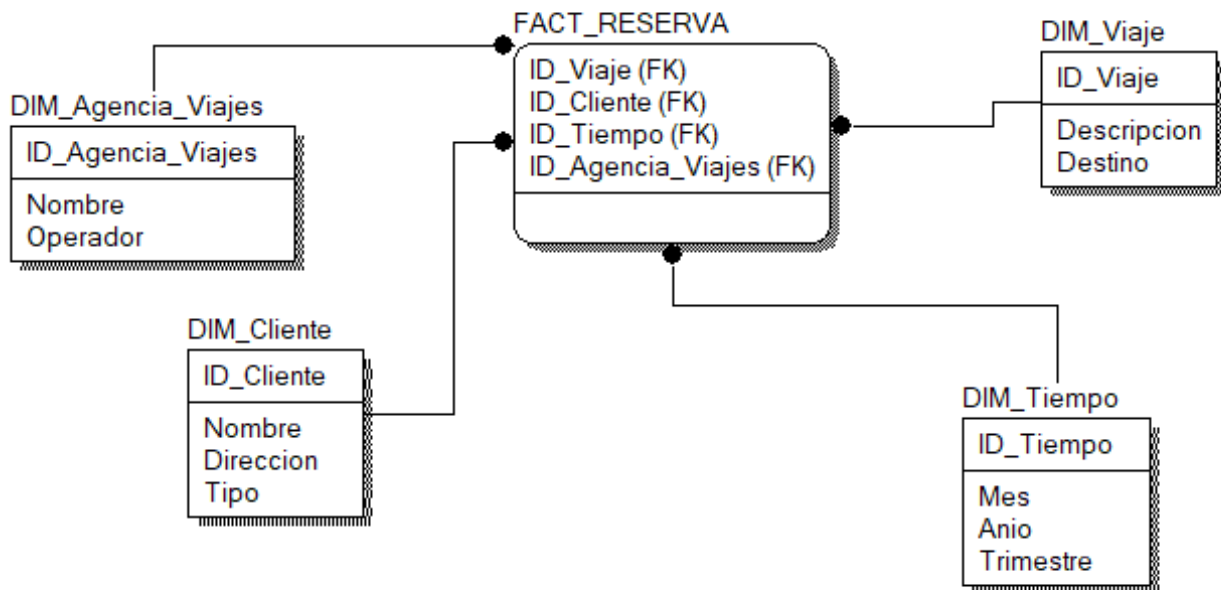 FACT_RESERVA
ID_Viaje (FK)
ID_Cliente (FK)
ID_Tiempo (FK)
ID_Agencia_Viajes (FK)
DIM_Viaje
ID_Viaje
Descripcion
Destino
DIM_Agencia_Viajes
ID_Agencia_Viajes
Nombre
Operador
DIM_Cliente
ID_Cliente
Nombre
Direccion
Tipo
DIM_Tiempo
ID_Tiempo
Mes
Anio
Trimestre